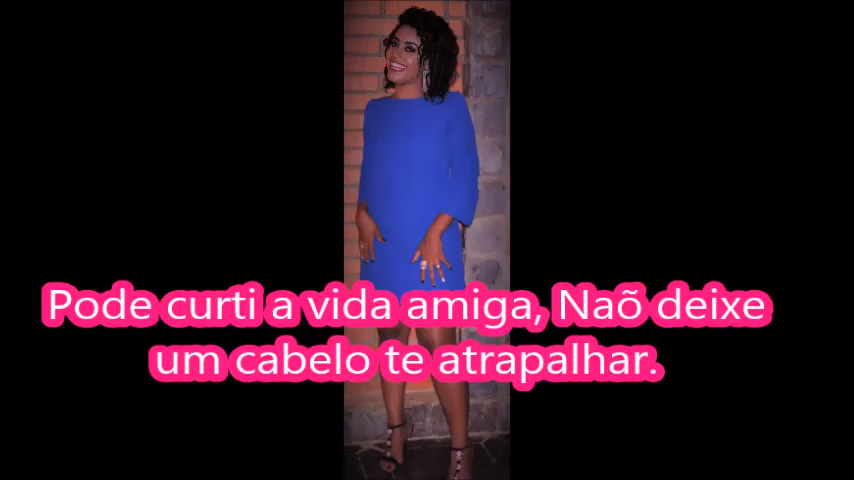 Pode curti a vida amiga, Naõ deixe
um cabelo te atrapalhar.